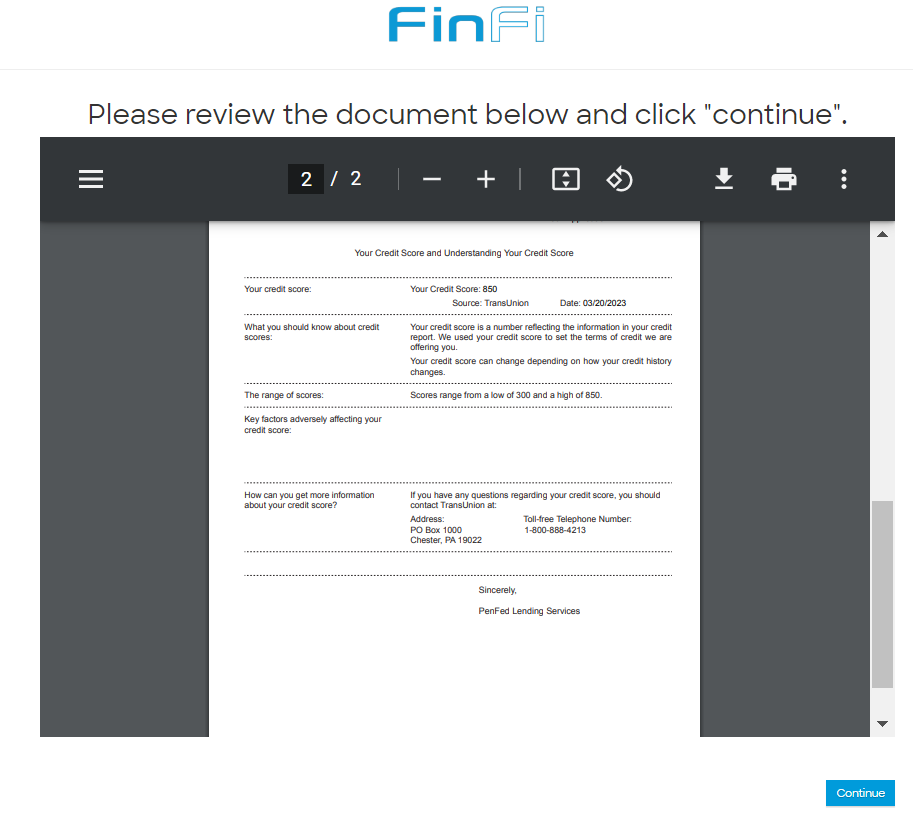 FinFi
Please review the document below and click "continue".
2 / 2
Your Credit Score and Understanding Your Credit Score
Your credit score:
Your Credit Score: 850
Source: TransUnion Date: 03/20/2023
What you should know about credit
scores:
Your credit score is a number reflecting the information in your credit
report. We used your credit score to set the terms of credit we are
offering you.
Your credit score can change depending on how your credit history
changes.
The range of scores:
Scores range from a low of 300 and a high of 850.
Key factors adversely affecting your
credit score:
How can you get more information
about your credit score?
If you have any questions regarding your credit score, you should
contact TransUnion at:
Address: Toll-free Telephone Number:
PO Box 1000 1-800-888-4213
Chester, PA 19022
Sincerely,
PenFed Lending Services
Continue